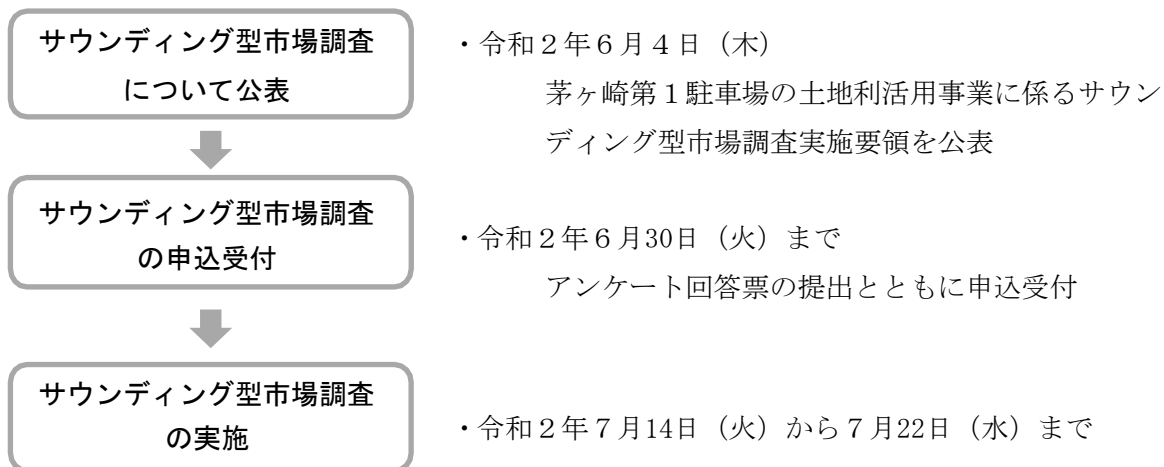 サウンディング型市場調査
について公表
・令和２年６月４日（木）
茅ヶ崎第１駐車場の土地利活用事業に係るサウン
ディング型市場調査実施要領を公表
サウンディング型市場調査
の申込受付
・令和２年６月30日（火）まで
アンケート回答票の提出とともに申込受付
サウンディング型市場調査
の実施
・令和２年７月14日（火）から７月22日（水）まで